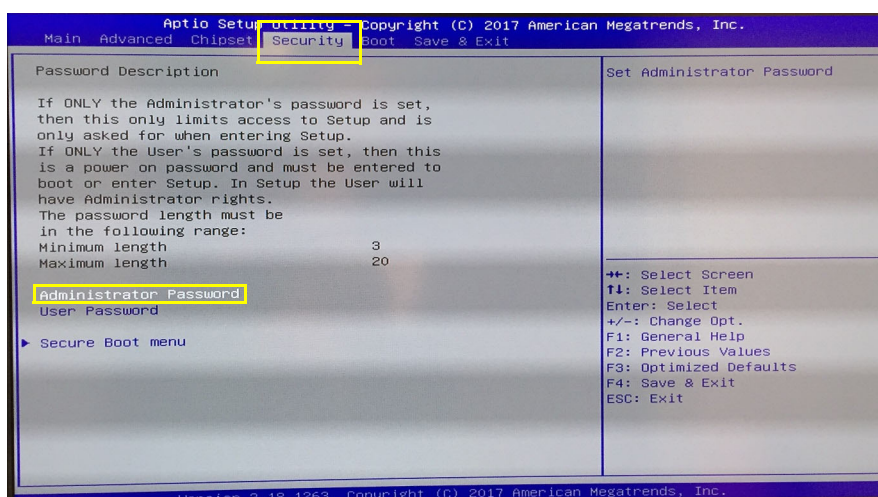 Aptio Setup Utility – Copyright (C) 2017 American Megatrends, Inc.
Main Advanced Chipset Security Boot Save & Exit
Password Description
If ONLY the Administrator's password is set,
then this only limits access to Setup and is
only asked for when entering Setup.
If ONLY the User's password is set, then this
is a power on password and must be entered to
boot or enter Setup. In Setup the User will
have Administrator rights.
The password length must be
in the following range:
Minimum length 3
Maximum length 20
Administrator Password
User Password
Secure Boot menu
Set Administrator Password
→←: Select Screen
↑↓: Select Item
Enter: Select
+/-: Change Opt.
F1: General Help
F2: Previous Values
F3: Optimized Defaults
F4: Save & Exit
ESC: Exit
Version 2.18.1263. Copyright (C) 2017 American Megatrends, Inc.